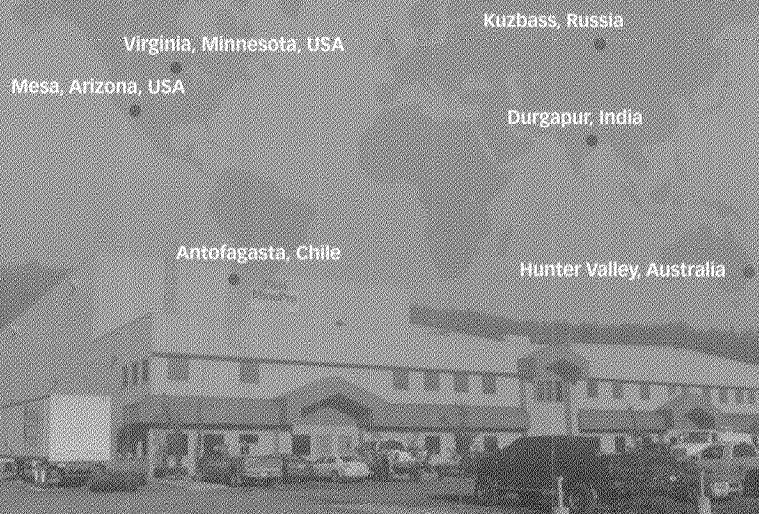 Kuzbass, Russia
Virginia, Minnesota, USA
Mesa, Arizona, USA
Durgapur, India
Antofagasta, Chile
Hunter Valley, Australia